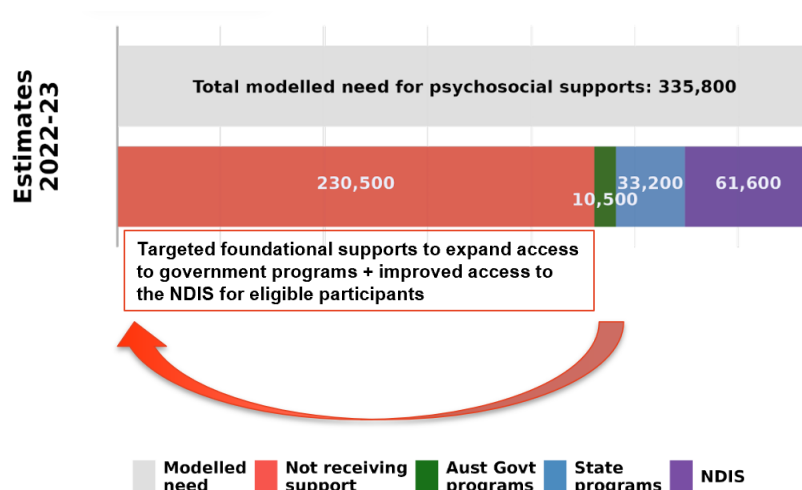 Estimates
2022-23
Total modelled need for psychosocial supports: 335,800
230,500
10,500
33,200
61,600
Targeted foundational supports to expand access
to government programs + improved access to
the NDIS for eligible participants
Modelled
need
Not receiving
support
Aust Govt
programs
State
programs
NDIS